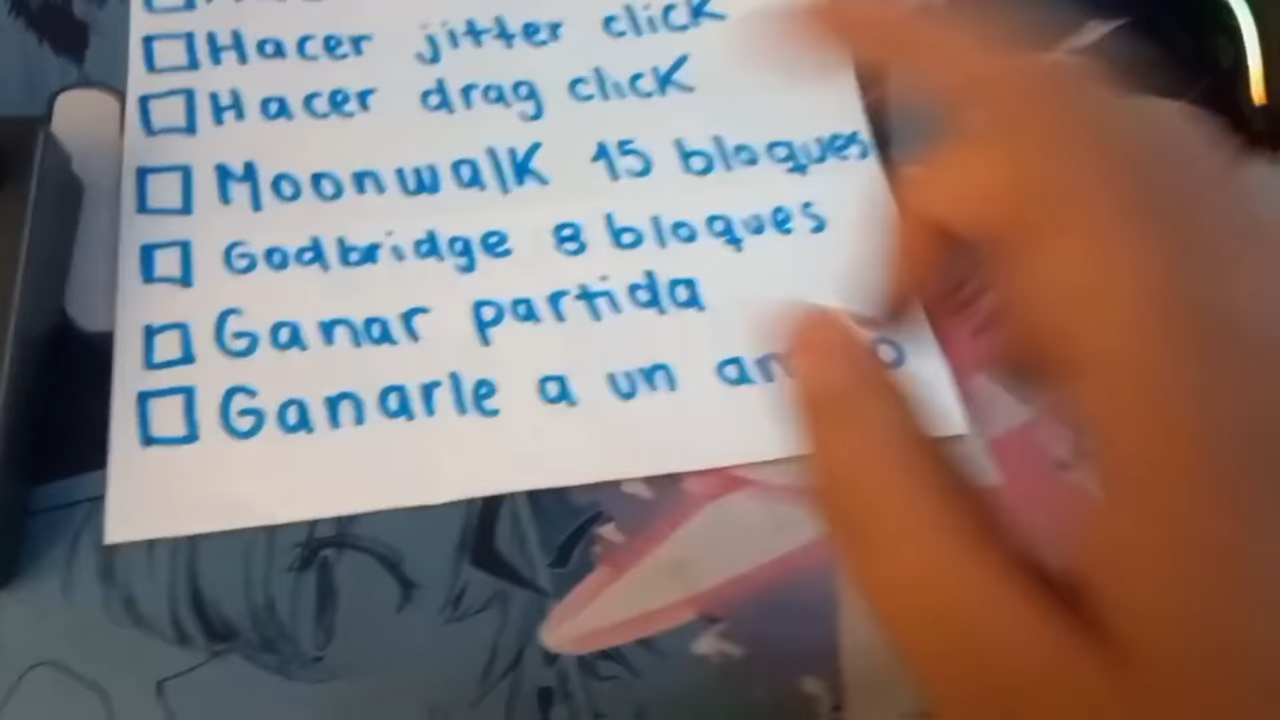 Hacer jitter click
Hacer drag click
Moonwalk 15 bloques
Godbridge 8 bloques
Ganar partida
Ganarle a un